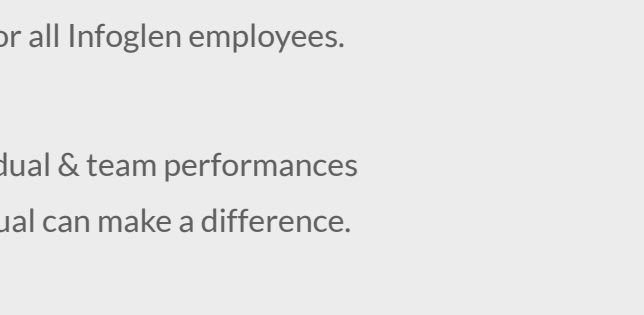 or all Infoglen employees.
dual & team performances
ual can make a difference.